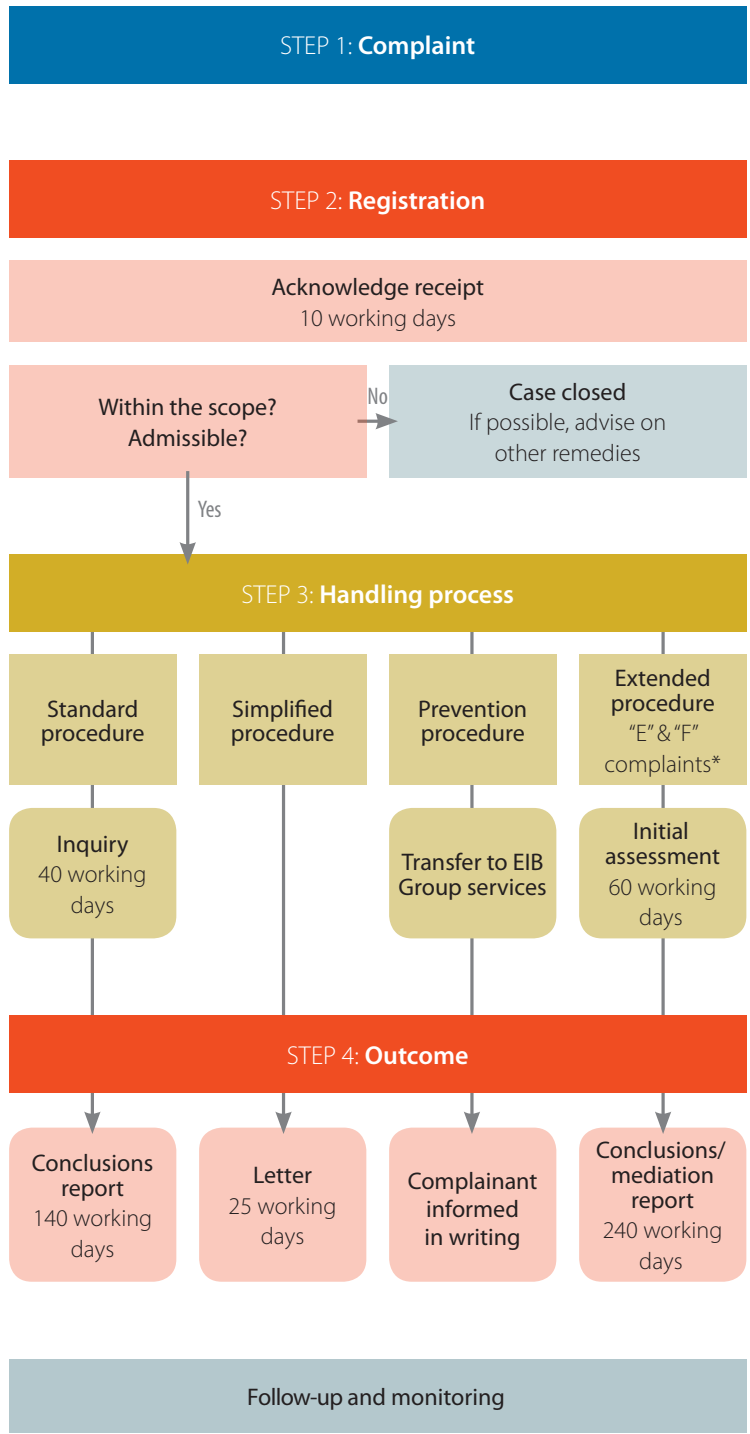 STEP 1: Complaint
STEP 2: Registration
Acknowledge receipt
10 working days
Within the scope?
Admissible?
No
Case closed
If possible, advise on
other remedies
Yes
STEP 3: Handling process
Standard
procedure
Simplified
procedure
Prevention
procedure
Extended
procedure
“E” & “F”
complaints*
Inquiry
40 working
days
Transfer to EIB
Group services
Initial
assessment
60 working
days
STEP 4: Outcome
Conclusions
report
140 working
days
Letter
25 working
days
Complainant
informed
in writing
Conclusions/
mediation
report
240 working
days
Follow-up and monitoring